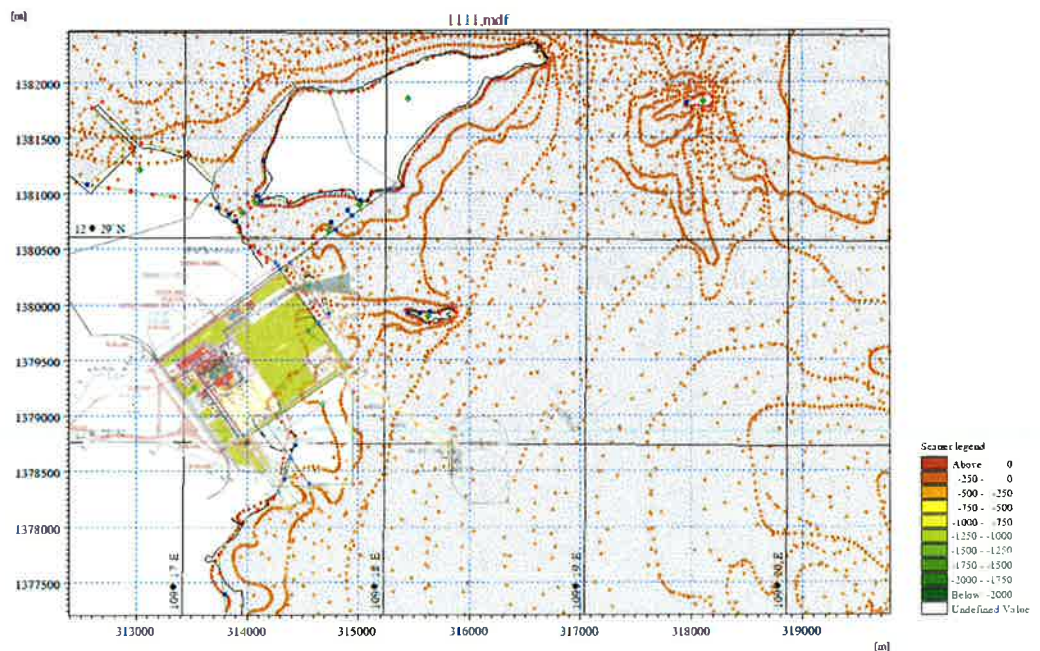 [m]
1111.mdf
1382000
1381500
1381000
12 29' N
1380500
1380000
1379500
1379000
1378500
1378000
1377500
109 17 E
109 18 E
109 19 E
109 20 E
313000
314000
315000
316000
317000
318000
319000
[m]
Scatter legend
Above 0
-250 - 0
-500 - -250
-750 - -500
-1000 - -750
-1250 - -1000
-1500 - -1250
-1750 - -1500
-2000 - -1750
Below -2000
Undefined Value